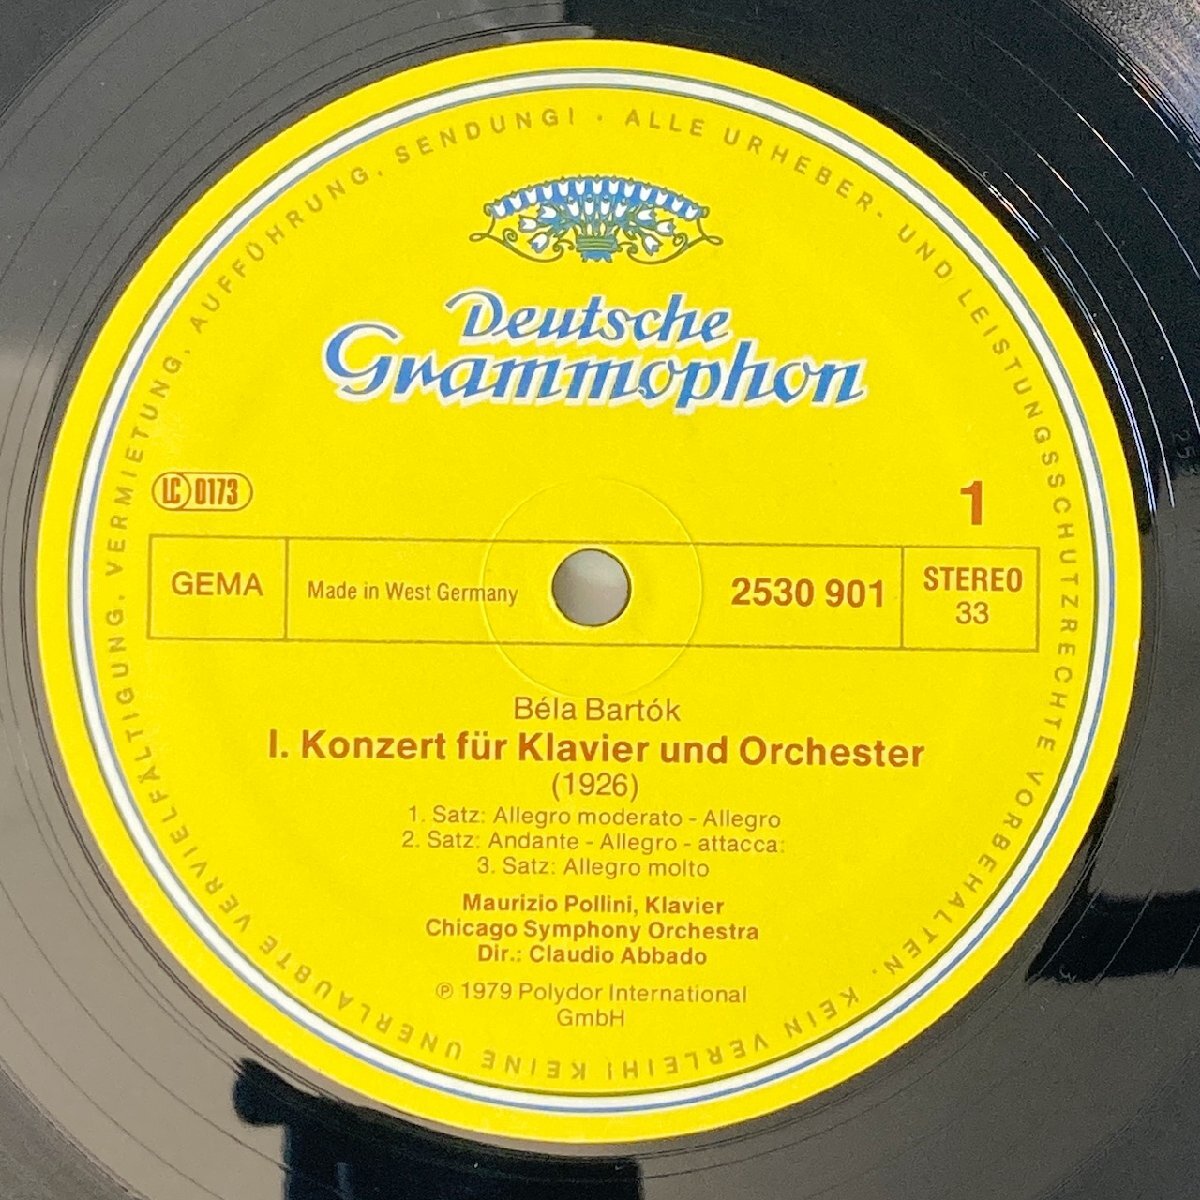 ALLE URHEBER- UND LEISTUNGSSCHUTZRECHTE VORBEHALTEN. KEIN VERLEIH! KEINE UNERLAUBTE VERVIELFÄLTIGUNG, VERMIETUNG, AUFFÜHRUNG, SENDUNG! ·
Deutsche
Grammophon
LC 0173
1
GEMA
Made in West Germany
2530 901
STEREO
33
Béla Bartók
I. Konzert für Klavier und Orchester
(1926)
1. Satz: Allegro moderato - Allegro
2. Satz: Andante - Allegro - attacca:
3. Satz: Allegro molto
Maurizio Pollini, Klavier
Chicago Symphony Orchestra
Dir.: Claudio Abbado
℗ 1979 Polydor International
GmbH